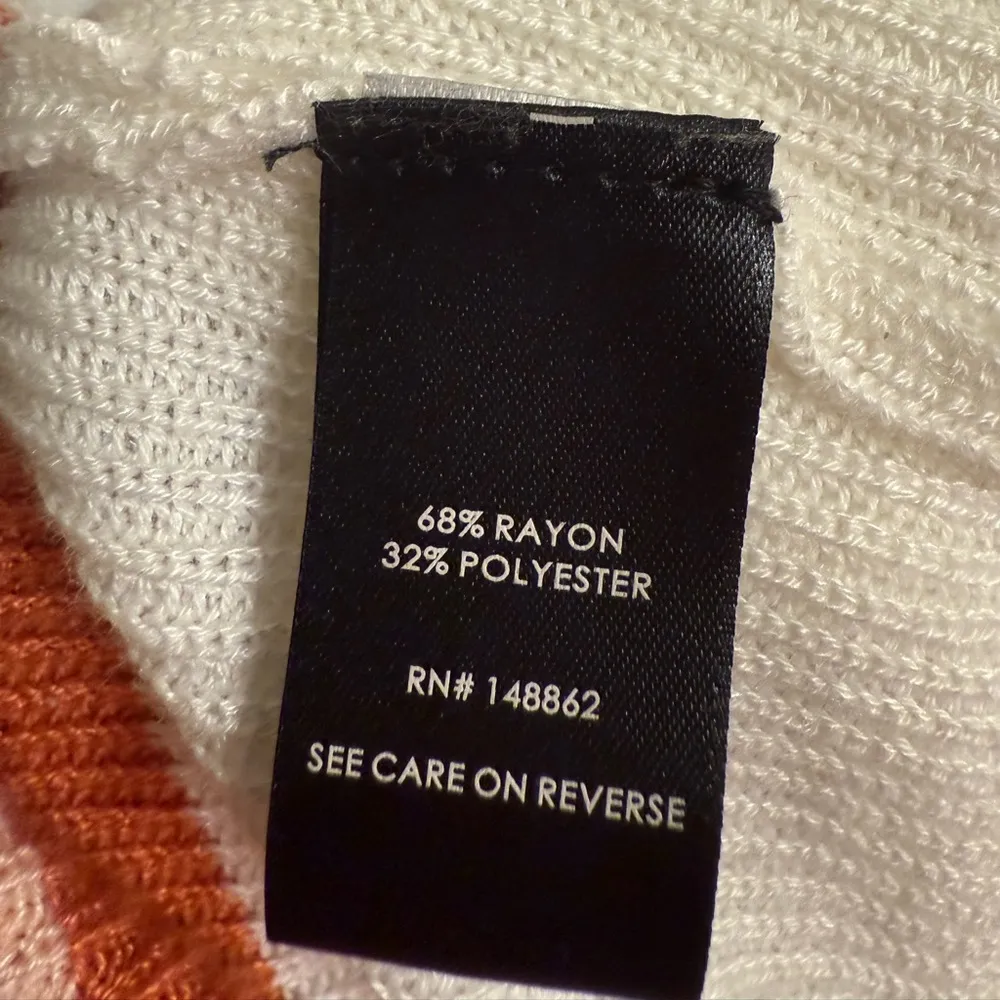 68% RAYON
32% POLYESTER
RN# 148862
SEE CARE ON REVERSE